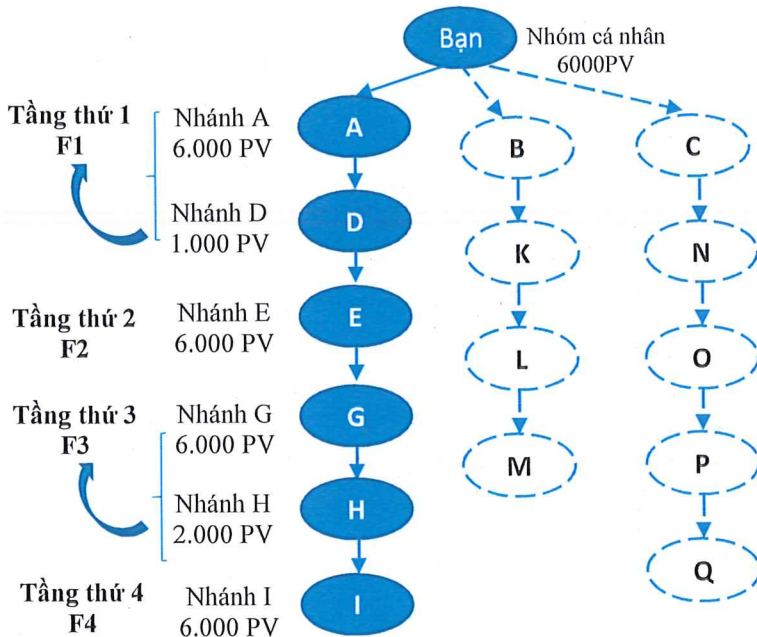 Bạn
Nhóm cá nhân
6000PV
Tầng thứ 1
F1
Nhánh A
6.000 PV
A
B
C
Nhánh D
1.000 PV
D
K
N
Tầng thứ 2
F2
Nhánh E
6.000 PV
E
L
O
Tầng thứ 3
F3
Nhánh G
6.000 PV
G
M
P
Nhánh H
2.000 PV
H
Q
Tầng thứ 4
F4
Nhánh I
6.000 PV
I